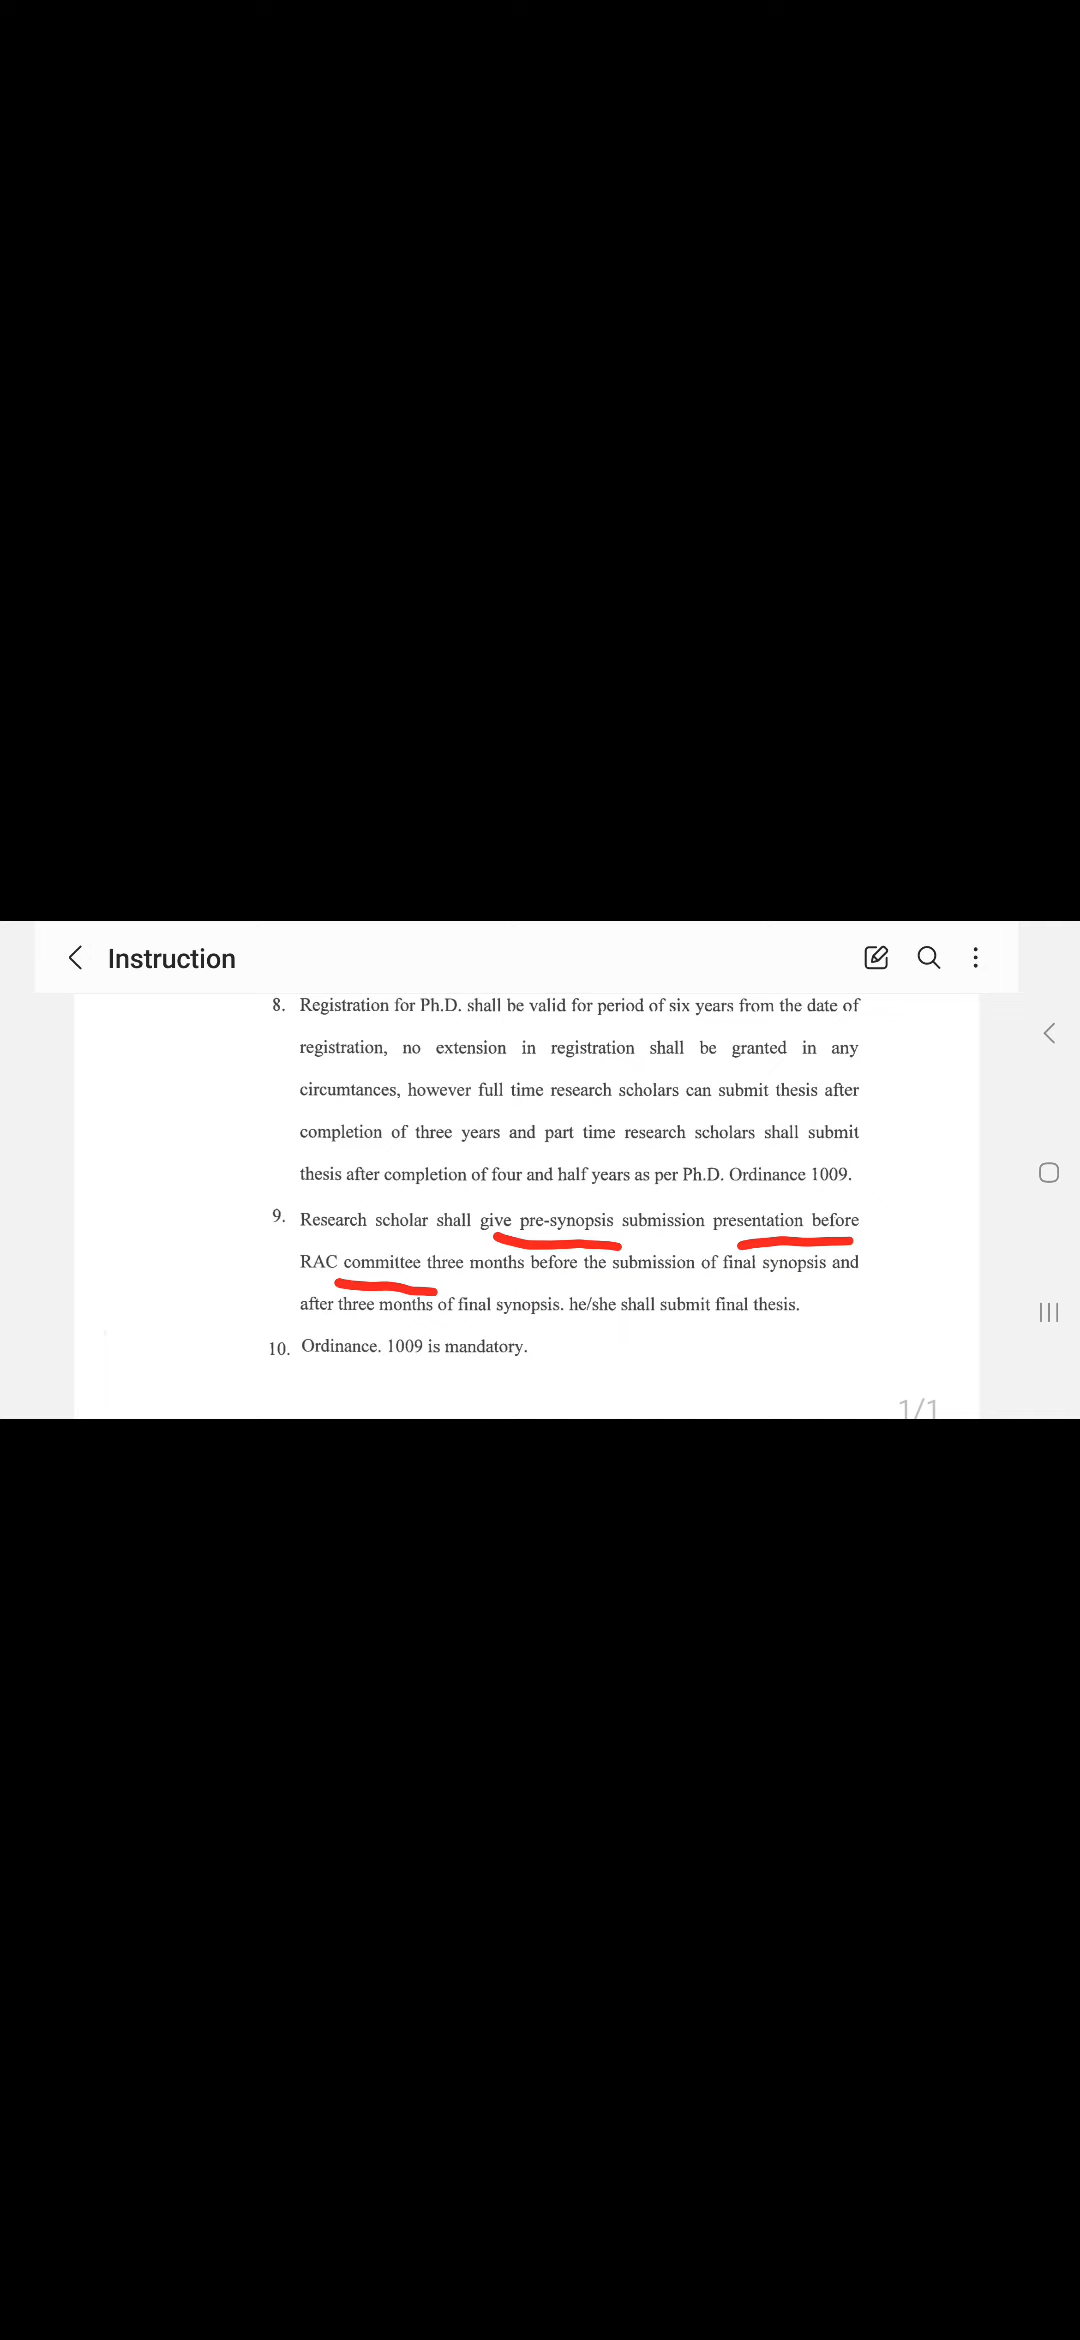 Instruction
8. Registration for Ph.D. shall be valid for period of six years from the date of
registration, no extension in registration shall be granted in any
circumtances, however full time research scholars can submit thesis after
completion of three years and part time research scholars shall submit
thesis after completion of four and half years as per Ph.D. Ordinance 1009.
9. Research scholar shall give pre-synopsis submission presentation before
RAC committee three months before the submission of final synopsis and
after three months of final synopsis. he/she shall submit final thesis.
10. Ordinance. 1009 is mandatory.
1/1